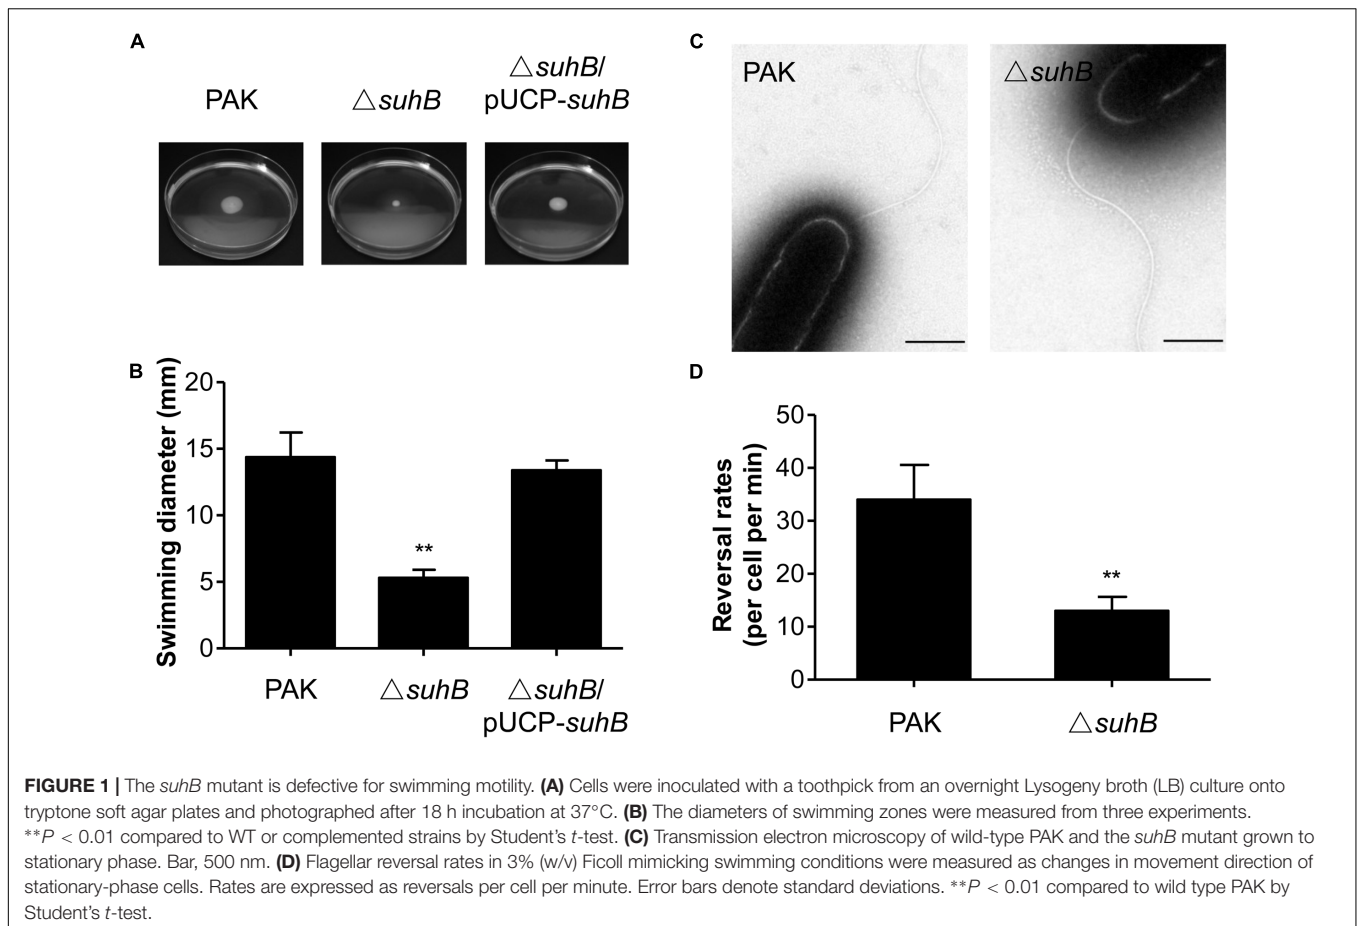 A
PAK
△suhB
△suhB/
pUCP-suhB
C
PAK
△suhB
B
Swimming diameter (mm)
20
15
10
5
0
**
PAK
△suhB
△suhB/
pUCP-suhB
D
Reversal rates
(per cell per min)
50
40
30
20
10
0
**
PAK
△suhB
FIGURE 1 | The suhB mutant is defective for swimming motility. (A) Cells were inoculated with a toothpick from an overnight Lysogeny broth (LB) culture onto
tryptone soft agar plates and photographed after 18 h incubation at 37°C. (B) The diameters of swimming zones were measured from three experiments.
**P < 0.01 compared to WT or complemented strains by Student's t-test. (C) Transmission electron microscopy of wild-type PAK and the suhB mutant grown to
stationary phase. Bar, 500 nm. (D) Flagellar reversal rates in 3% (w/v) Ficoll mimicking swimming conditions were measured as changes in movement direction of
stationary-phase cells. Rates are expressed as reversals per cell per minute. Error bars denote standard deviations. **P < 0.01 compared to wild type PAK by
Student's t-test.